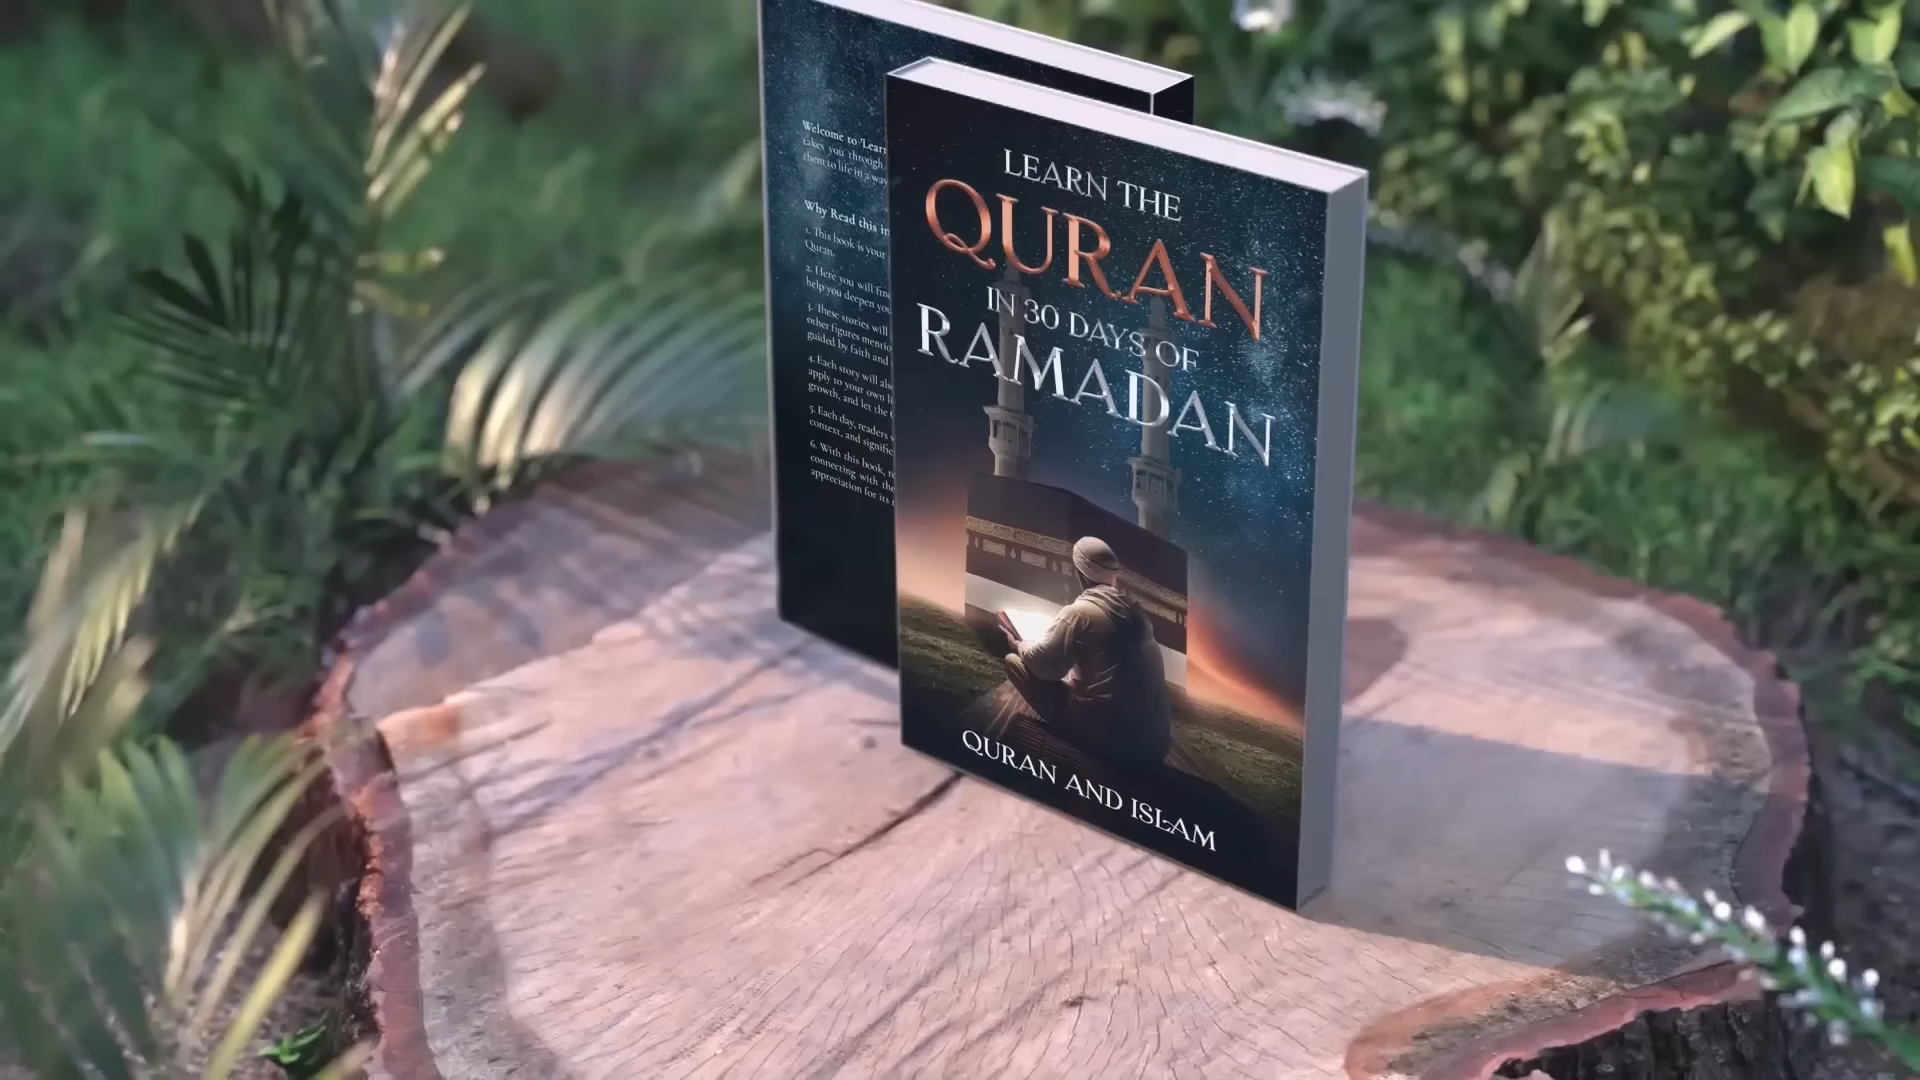 LEARN THE
QURAN
IN 30 DAYS OF
RAMADAN
QURAN AND ISLAM
Welcome to 'Learn
takes you through
them to life in a way
Why Read this in
1. This book is your
Quran.
2. Here you will find
help you deepen you
3. These stories will
other figures mentio
guided by faith and
4. Each story will als
apply to your own li
growth, and let the
5. Each day, readers
context, and signific
6. With this book, re
connecting with the
appreciation for its